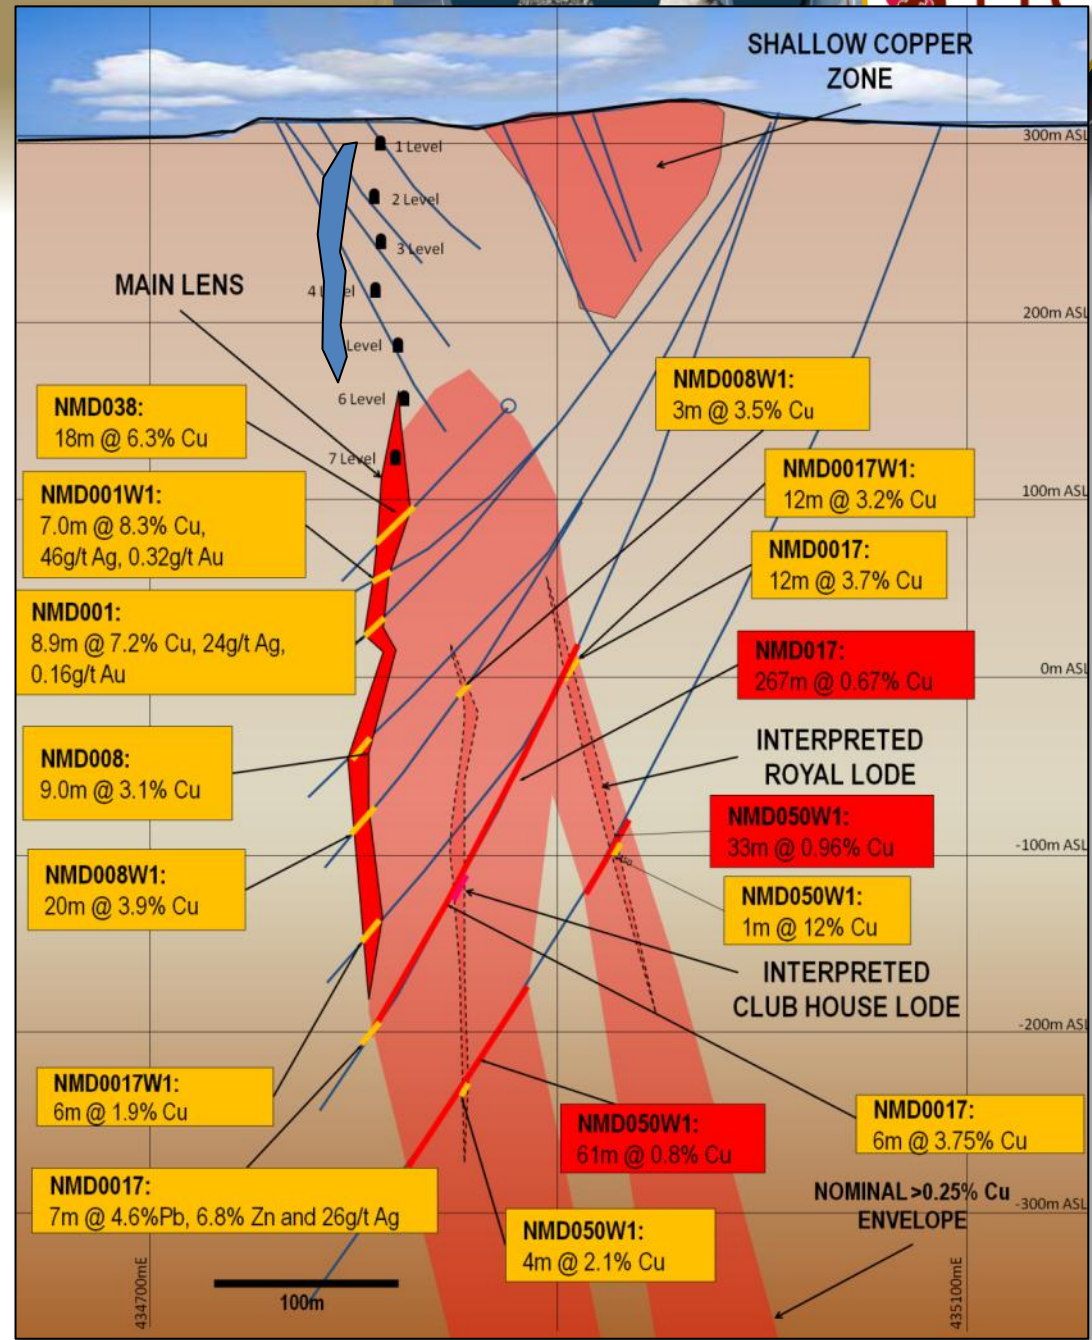 SHALLOW COPPER
ZONE
300m ASL
1 Level
2 Level
3 Level
MAIN LENS
4 Level
200m ASL
Level
6 Level
NMD008W1:
3m @ 3.5% Cu
NMD038:
18m @ 6.3% Cu
7 Level
NMD0017W1:
12m @ 3.2% Cu
NMD001W1:
7.0m @ 8.3% Cu,
46g/t Ag, 0.32g/t Au
100m ASL
NMD0017:
12m @ 3.7% Cu
NMD001:
8.9m @ 7.2% Cu, 24g/t Ag,
0.16g/t Au
NMD017:
267m @ 0.67% Cu
0m ASL
NMD008:
9.0m @ 3.1% Cu
INTERPRETED
ROYAL LODE
NMD050W1:
33m @ 0.96% Cu
-100m ASL
NMD008W1:
20m @ 3.9% Cu
NMD050W1:
1m @ 12% Cu
INTERPRETED
CLUB HOUSE LODE
-200m ASL
NMD0017W1:
6m @ 1.9% Cu
NMD050W1:
61m @ 0.8% Cu
NMD0017:
6m @ 3.75% Cu
NMD0017:
7m @ 4.6%Pb, 6.8% Zn and 26g/t Ag
NOMINAL >0.25% Cu
ENVELOPE
-300m ASL
NMD050W1:
4m @ 2.1% Cu
434700mE
100m
435100mE